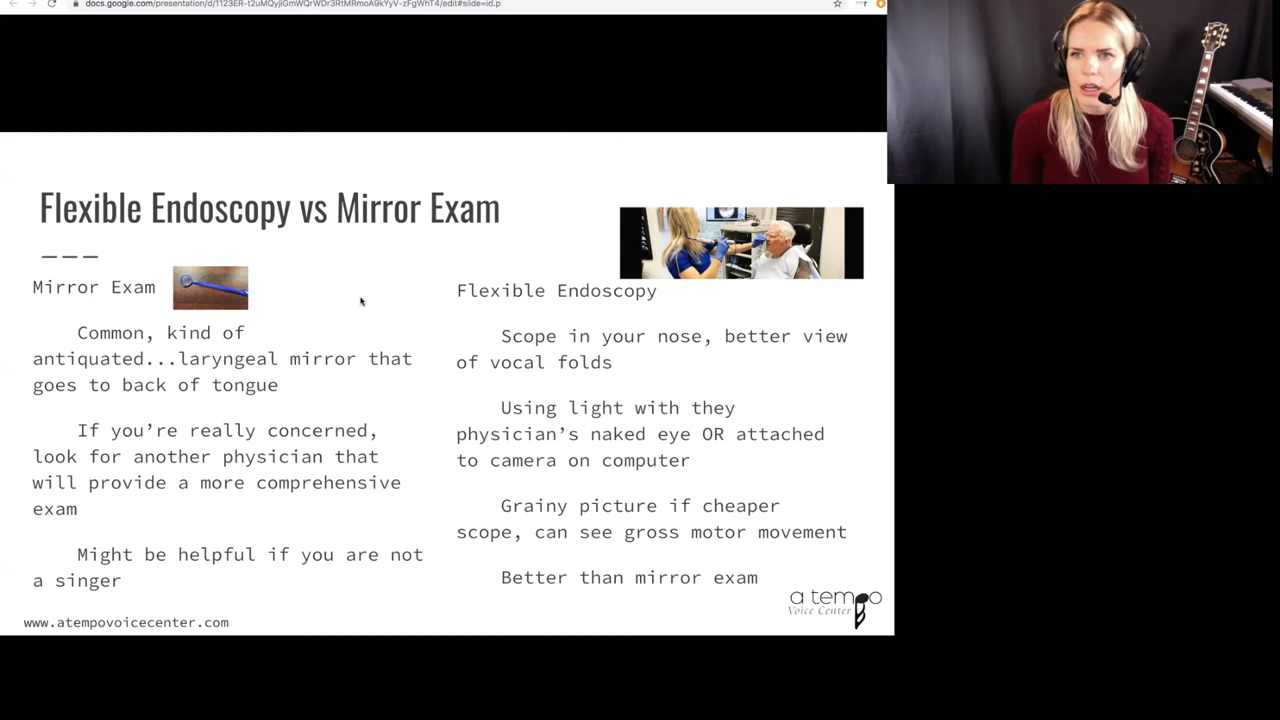 docs.google.com/presentation/d/1123ER-t2uMQyjiGmWQrWDr3RtMRmoA9kYyV-zFgWhT4/edit#slide=id.p
Flexible Endoscopy vs Mirror Exam
Mirror Exam
Common, kind of
antiquated...laryngeal mirror that
goes to back of tongue
If you’re really concerned,
look for another physician that
will provide a more comprehensive
exam
Might be helpful if you are not
a singer
Flexible Endoscopy
Scope in your nose, better view
of vocal folds
Using light with they
physician’s naked eye OR attached
to camera on computer
Grainy picture if cheaper
scope, can see gross motor movement
Better than mirror exam
a tempo
Voice Center
www.atempovoicecenter.com